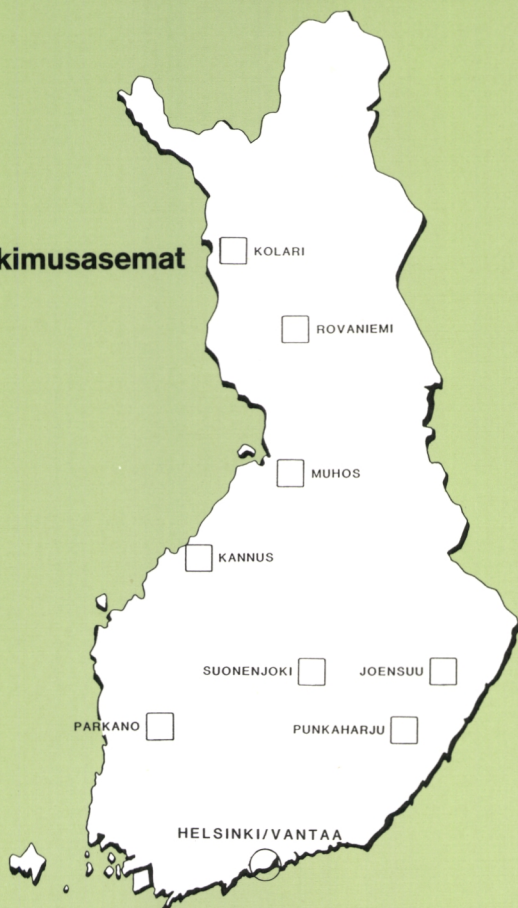 kimusasemat
KOLARI
ROVANIEMI
MUHOS
KANNUS
SUONENJOKI
JOENSUU
PARKANO
PUNKAHARJU
HELSINKI/VANTAA